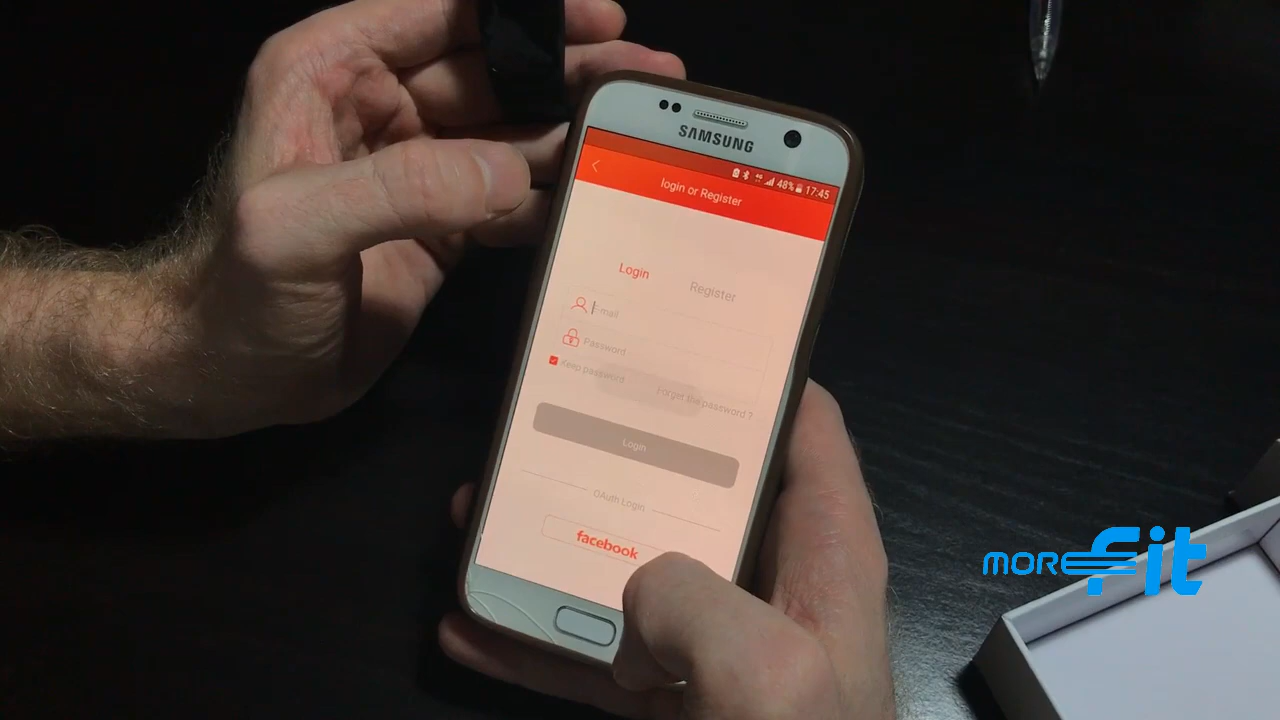 SAMSUNG
48% 17:45
login or Register
Login
Register
E-mail
Password
Keep password
Forget the password ?
Login
OAuth Login
facebook
MOREFit